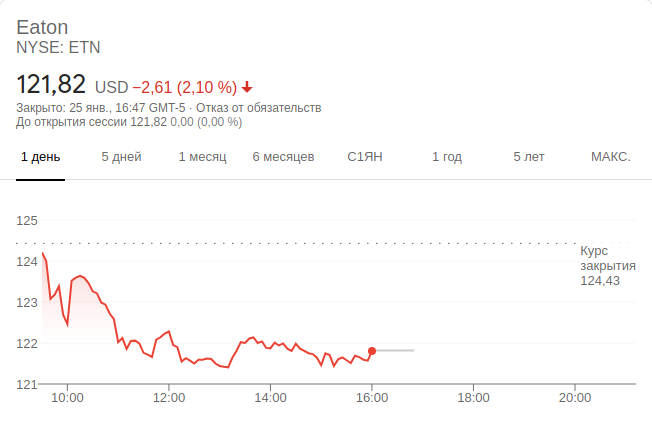 Eaton
NYSE: ETN
121,82 USD −2,61 (2,10 %)
Закрыто: 25 янв., 16:47 GMT-5 · Отказ от обязательств
До открытия сессии 121,82 0,00 (0,00 %)
1 день 5 дней 1 месяц 6 месяцев С1ЯН 1 год 5 лет МАКС.
125
Курс
закрытия
124,43
124
123
122
121
10:00 12:00 14:00 16:00 18:00 20:00